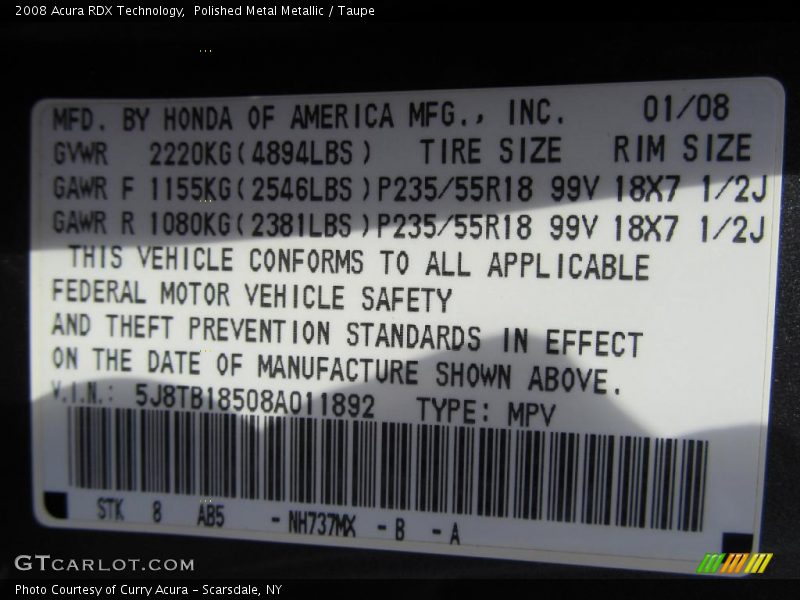 2008 Acura RDX Technology,  Polished Metal Metallic / Taupe
MFD. BY HONDA OF AMERICA MFG., INC. 01/08
GVWR 2220KG(4894LBS) TIRE SIZE RIM SIZE
GAWR F 1155KG(2546LBS)P235/55R18 99V 18X7 1/2J
GAWR R 1080KG(2381LBS)P235/55R18 99V 18X7 1/2J
THIS VEHICLE CONFORMS TO ALL APPLICABLE
FEDERAL MOTOR VEHICLE SAFETY
AND THEFT PREVENTION STANDARDS IN EFFECT
ON THE DATE OF MANUFACTURE SHOWN ABOVE.
V.I.N.: 5J8TB18508A011892 TYPE: MPV
STK 8 AB5 - NH737MX - B - A
GTCARLOT.COM
Photo Courtesy of Curry Acura - Scarsdale, NY